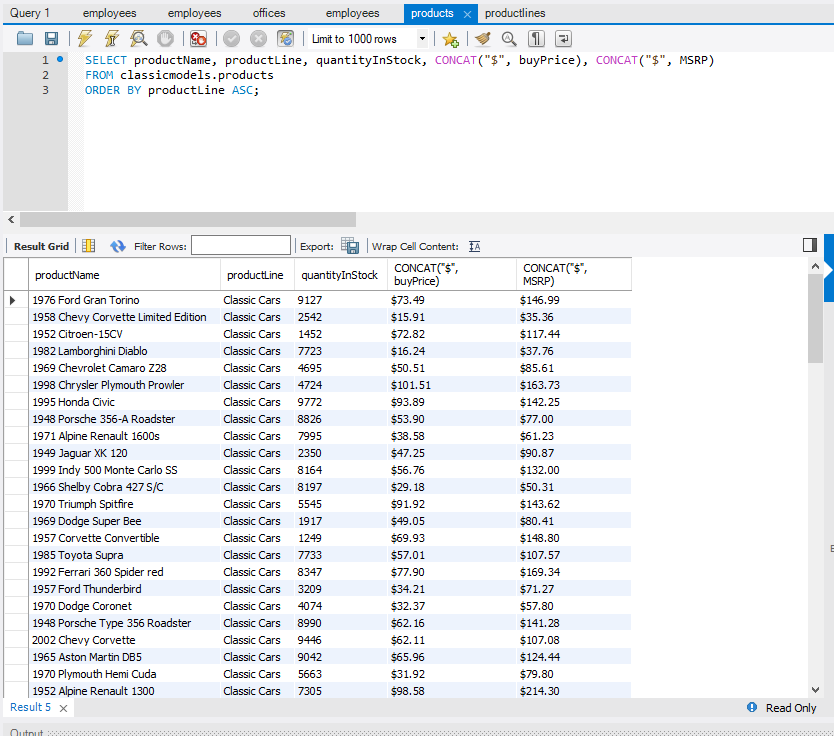 Query 1 employees employees offices employees products productlines
Limit to 1000 rows
1 SELECT productName, productLine, quantityInStock, CONCAT("$", buyPrice), CONCAT("$", MSRP)
2 FROM classicmodels.products
3 ORDER BY productLine ASC;
Result Grid Filter Rows: Export: Wrap Cell Content:
productName productLine quantityInStock CONCAT("$", buyPrice) CONCAT("$", MSRP)
1976 Ford Gran Torino Classic Cars 9127 $73.49 $146.99
1958 Chevy Corvette Limited Edition Classic Cars 2542 $15.91 $35.36
1952 Citroen-15CV Classic Cars 1452 $72.82 $117.44
1982 Lamborghini Diablo Classic Cars 7723 $16.24 $37.76
1969 Chevrolet Camaro Z28 Classic Cars 4695 $50.51 $85.61
1998 Chrysler Plymouth Prowler Classic Cars 4724 $101.51 $163.73
1995 Honda Civic Classic Cars 9772 $93.89 $142.25
1948 Porsche 356-A Roadster Classic Cars 8826 $53.90 $77.00
1971 Alpine Renault 1600s Classic Cars 7995 $38.58 $61.23
1949 Jaguar XK 120 Classic Cars 2350 $47.25 $90.87
1999 Indy 500 Monte Carlo SS Classic Cars 8164 $56.76 $132.00
1966 Shelby Cobra 427 S/C Classic Cars 8197 $29.18 $50.31
1970 Triumph Spitfire Classic Cars 5545 $91.92 $143.62
1969 Dodge Super Bee Classic Cars 1917 $49.05 $80.41
1957 Corvette Convertible Classic Cars 1249 $69.93 $148.80
1985 Toyota Supra Classic Cars 7733 $57.01 $107.57
1992 Ferrari 360 Spider red Classic Cars 8347 $77.90 $169.34
1957 Ford Thunderbird Classic Cars 3209 $34.21 $71.27
1970 Dodge Coronet Classic Cars 4074 $32.37 $57.80
1948 Porsche Type 356 Roadster Classic Cars 8990 $62.16 $141.28
2002 Chevy Corvette Classic Cars 9446 $62.11 $107.08
1965 Aston Martin DB5 Classic Cars 9042 $65.96 $124.44
1970 Plymouth Hemi Cuda Classic Cars 5663 $31.92 $79.80
1952 Alpine Renault 1300 Classic Cars 7305 $98.58 $214.30
Result 5 Read Only
Output